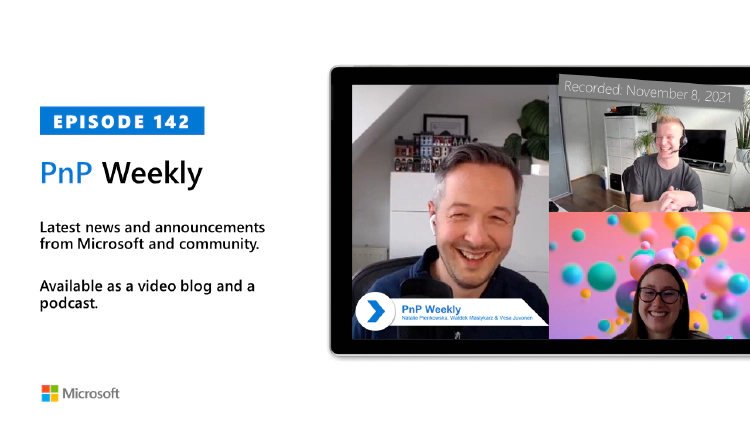 EPISODE 142
PnP Weekly
Latest news and announcements
from Microsoft and community.
Available as a video blog and a
podcast.
Microsoft
Recorded: November 8, 2021
PnP Weekly
Natalie Pienkowska, Waldek Mastykarz & Vesa Juvonen